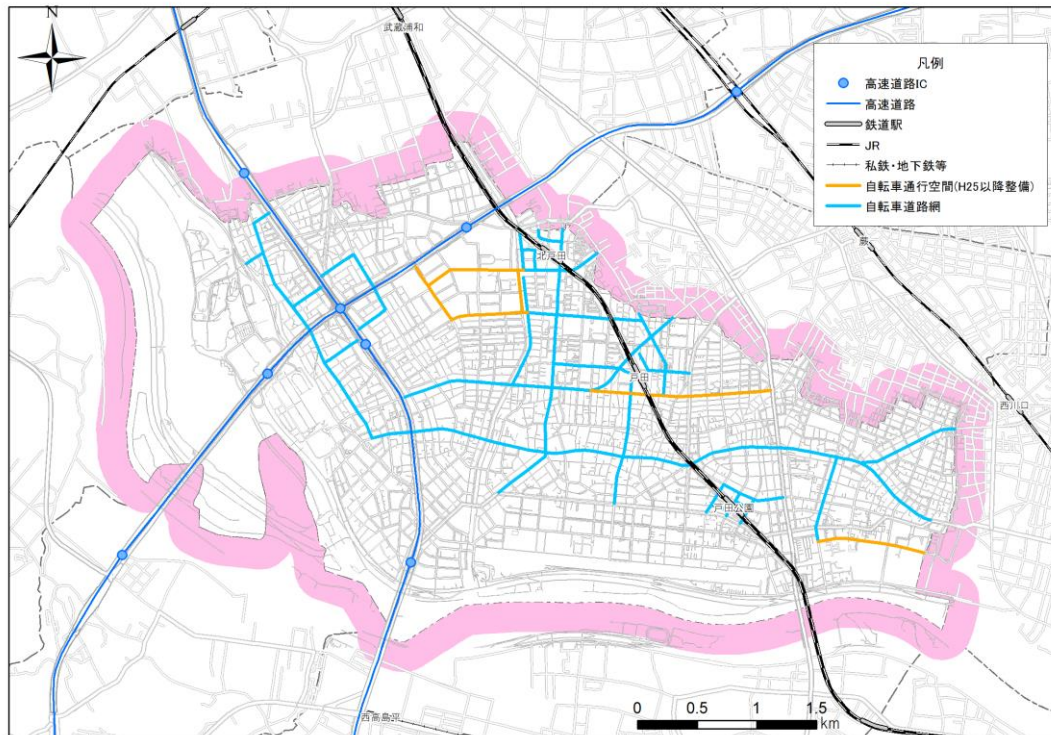 N
武蔵浦和
凡例
高速道路IC
高速道路
鉄道駅
JR
私鉄・地下鉄等
自転車通行空間(H25以降整備)
自転車道路網
蕨
北戸田
戸田
西川口
戸田公園
西高島平
0 0.5 1 1.5
km